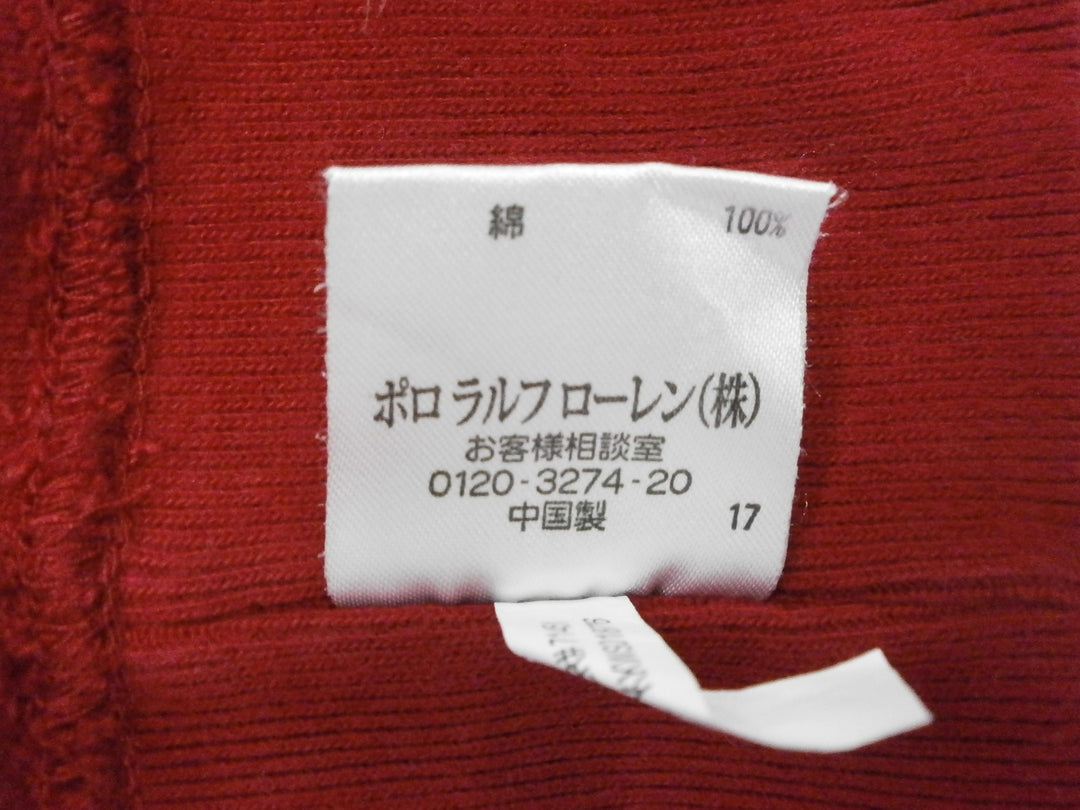 綿 100%
ポロ ラルフ ローレン(株)
お客様相談室
0120-3274-20
中国製 17